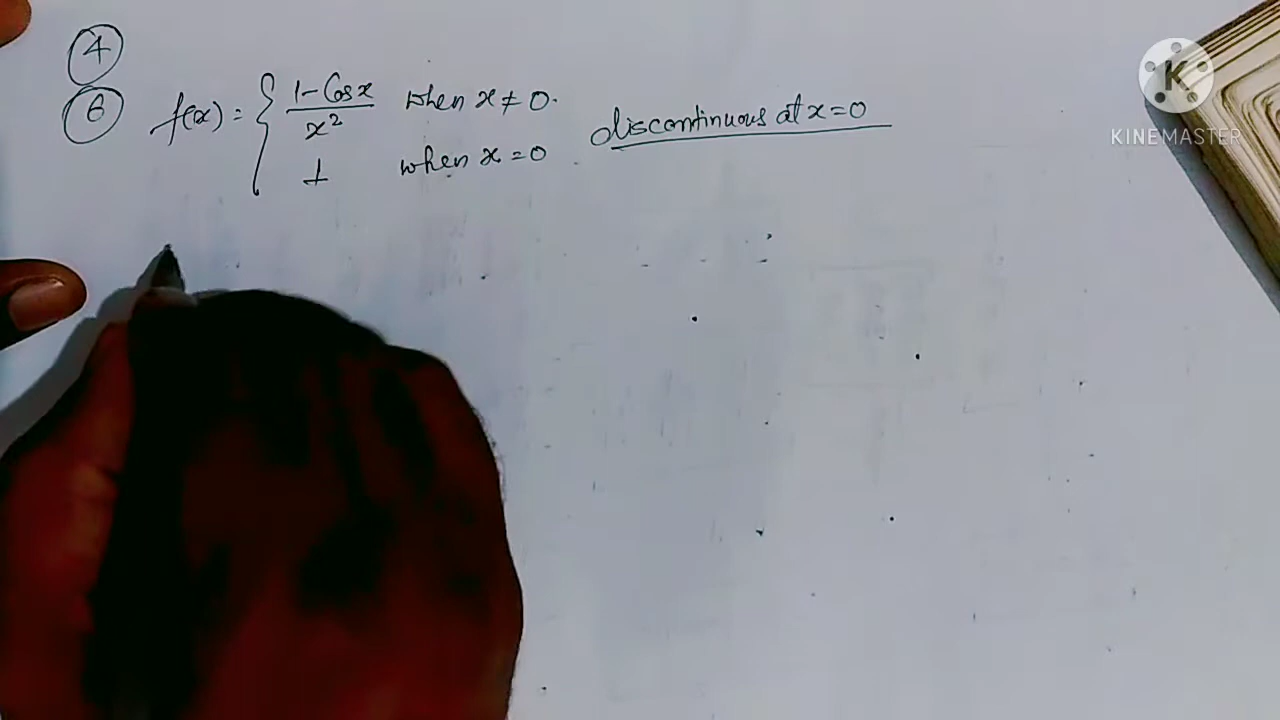 4
6 f(x) = { 1 - Cos x / x² when x ≠ 0. discontinuous at x = 0
1 when x = 0.
K
KINEMASTER